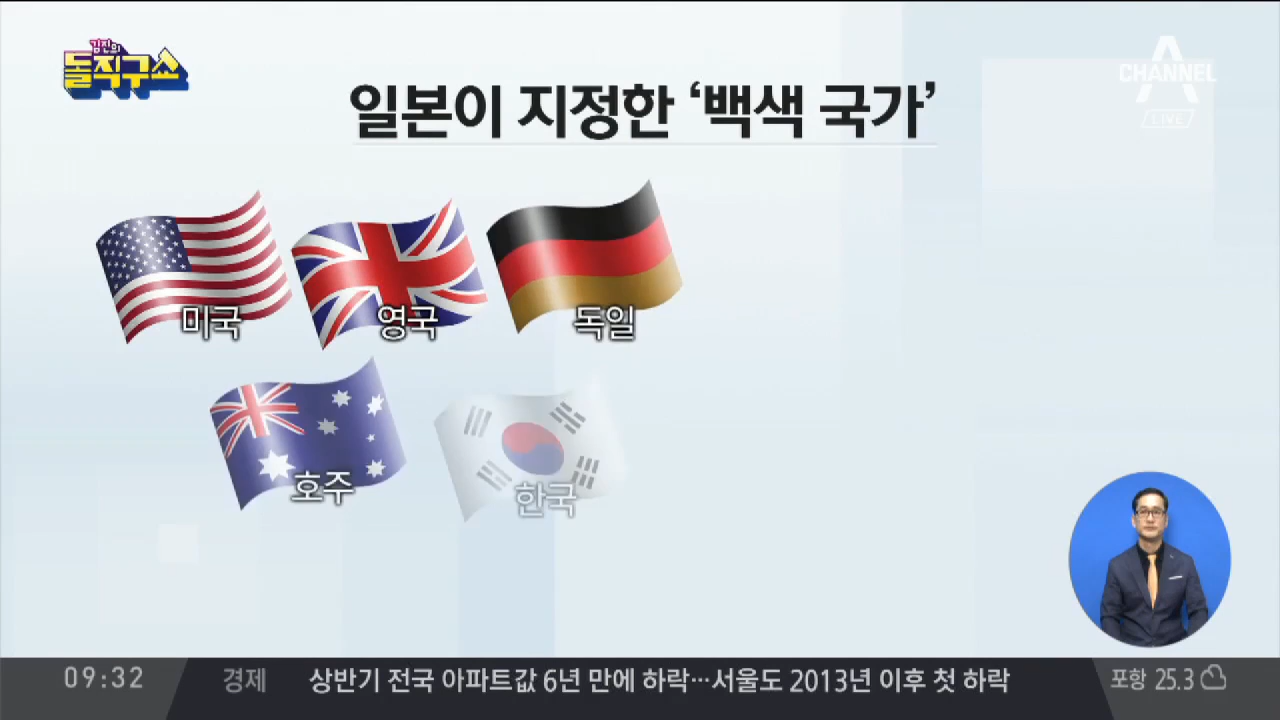 김진의
돌직구쇼
CHANNEL A
LIVE
일본이 지정한 ‘백색 국가’
미국
영국
독일
호주
한국
09:32
경제
상반기 전국 아파트값 6년 만에 하락…서울도 2013년 이후 첫 하락
포항 25.3